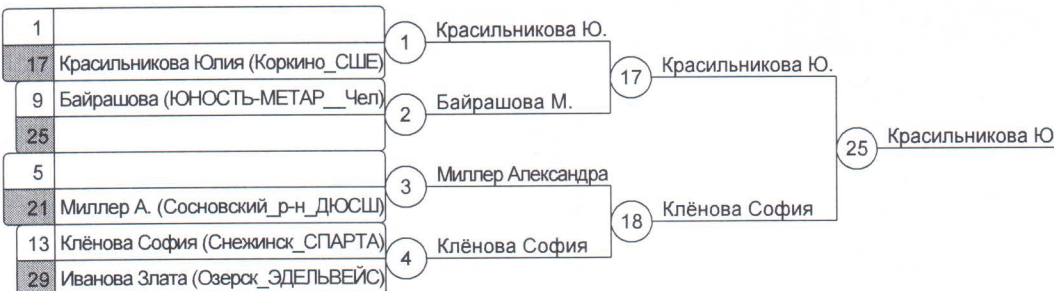 1
17 Красильникова Юлия (Коркино_СШЕ)
1 Красильникова Ю.
9 Байрашова (ЮНОСТЬ-МЕТАР__Чел)
25
2 Байрашова М.
17 Красильникова Ю.
5
21 Миллер А. (Сосновский_р-н_ДЮСШ)
3 Миллер Александра
13 Клёнова София (Снежинск_СПАРТА)
29 Иванова Злата (Озерск_ЭДЕЛЬВЕЙС)
4 Клёнова София
18 Клёнова София
25 Красильникова Ю